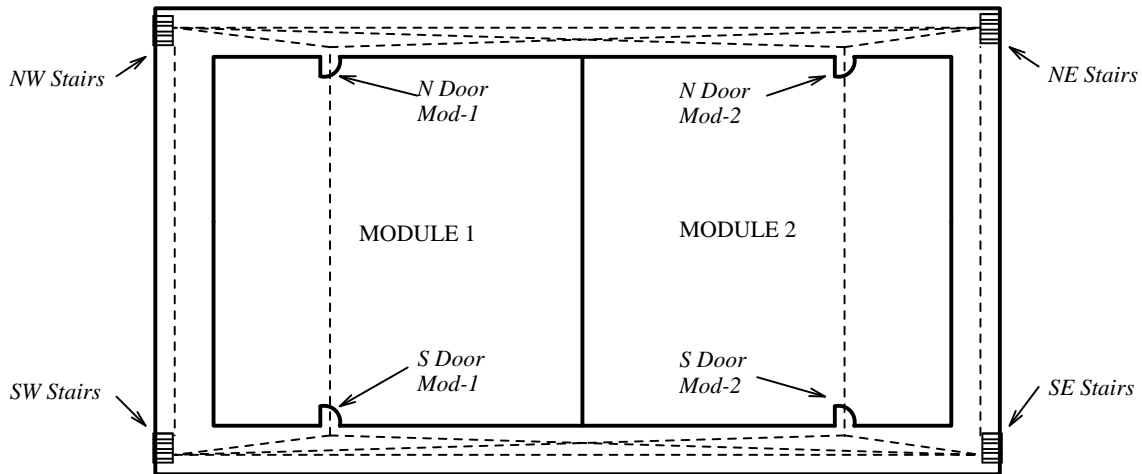 NW Stairs
N Door
Mod-1
N Door
Mod-2
NE Stairs
MODULE 1
MODULE 2
SW Stairs
S Door
Mod-1
S Door
Mod-2
SE Stairs